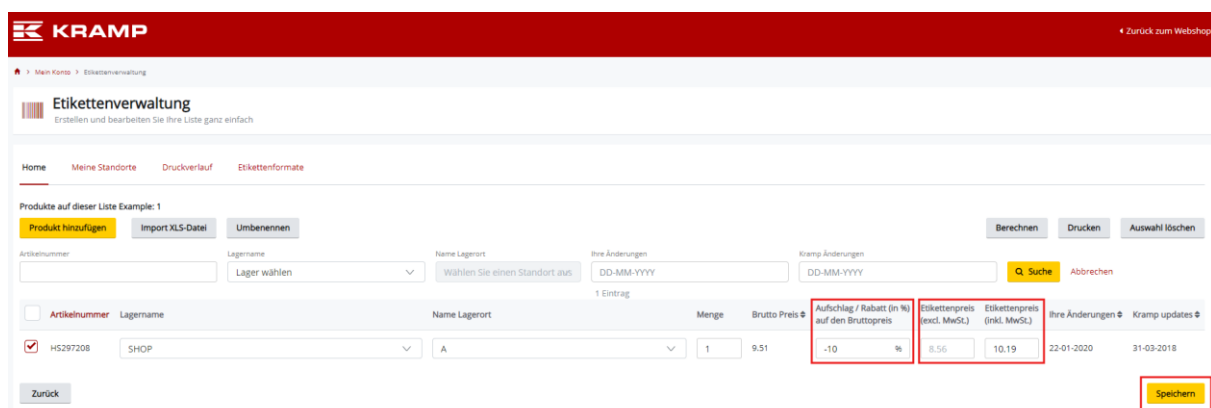 KRAMP
Zurück zum Webshop
Mein Konto > Etikettenverwaltung
Etikettenverwaltung
Erstellen und bearbeiten Sie Ihre Liste ganz einfach
Home Meine Standorte Druckverlauf Etikettenformate
Produkte auf dieser Liste Example: 1
Produkt hinzufügen Import XLS-Datei Umbenennen Berechnen Drucken Auswahl löschen
Artikelnummer Lagername Name Lagerort Ihre Änderungen Kramp Änderungen
Lager wählen Wählen Sie einen Standort aus DD-MM-YYYY DD-MM-YYYY Suche Abbrechen
1 Eintrag
Artikelnummer Lagername Name Lagerort Menge Brutto Preis Aufschlag / Rabatt (in %) Etikettenpreis Etikettenpreis Ihre Änderungen Kramp updates
auf den Bruttopreis (excl. MwSt.) (inkl. MwSt.)
HS297208 SHOP A 1 9.51 -10 % 8.56 10.19 22-01-2020 31-03-2018
Zurück Speichern